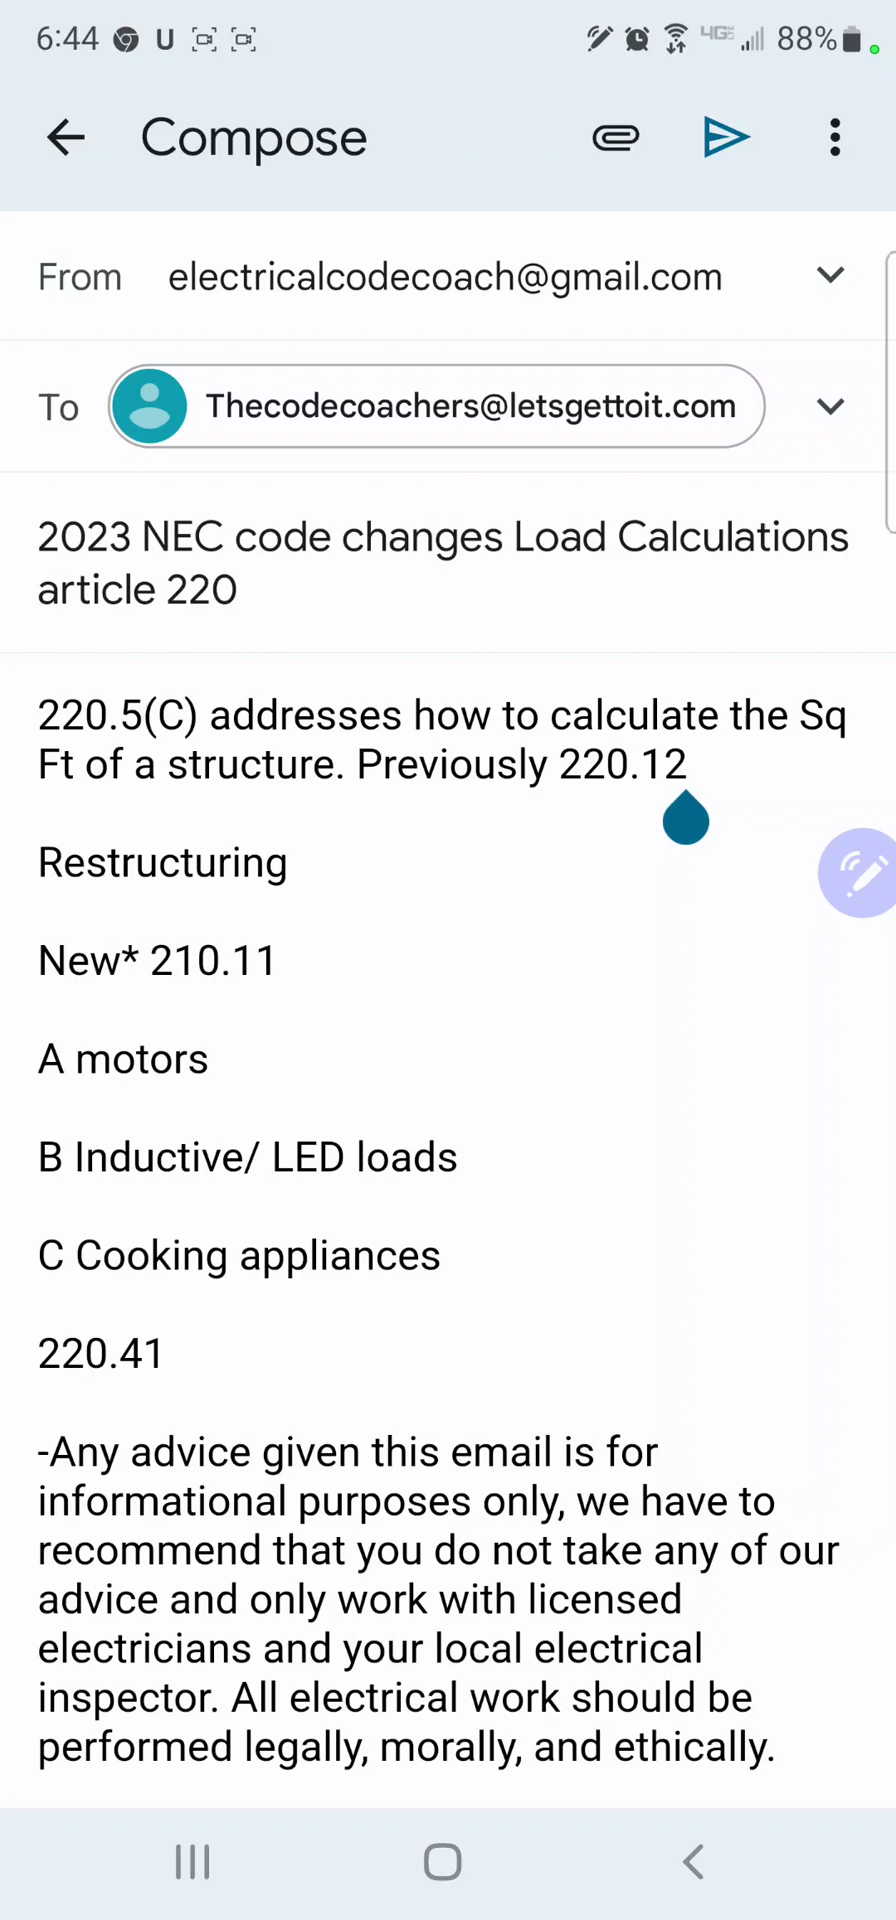 6:44 U 4GE 88%
Compose
From electricalcodecoach@gmail.com
To Thecodecoachers@letsgettoit.com
2023 NEC code changes Load Calculations
article 220
220.5(C) addresses how to calculate the Sq
Ft of a structure. Previously 220.12
Restructuring
New* 210.11
A motors
B Inductive/ LED loads
C Cooking appliances
220.41
-Any advice given this email is for
informational purposes only, we have to
recommend that you do not take any of our
advice and only work with licensed
electricians and your local electrical
inspector. All electrical work should be
performed legally, morally, and ethically.